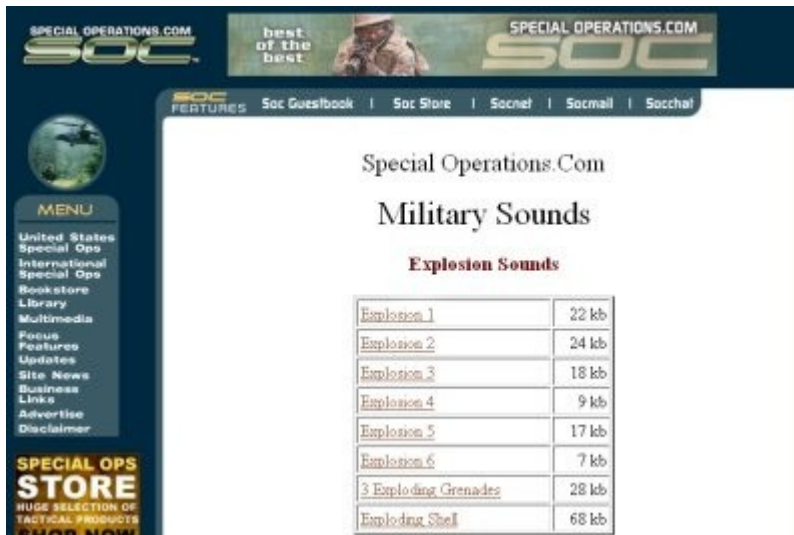 SPECIAL OPERATIONS.COM
SOC
best
of the
best
SPECIAL OPERATIONS.COM
SOC
SOC
FEATURES
Soc Guestbook | Soc Store | Socnet | Socmail | Socchat
Special Operations.Com
Military Sounds
Explosion Sounds
MENU
United States
Special Ops
International
Special Ops
Bookstore
Library
Multimedia
Focus
Features
Updates
Site News
Business
Links
Advertise
Disclaimer
SPECIAL OPS
STORE
HUGE SELECTION OF
TACTICAL PRODUCTS
SHOP NOW
Explosion 1 22 kb
Explosion 2 24 kb
Explosion 3 18 kb
Explosion 4 9 kb
Explosion 5 17 kb
Explosion 6 7 kb
3 Exploding Grenades 28 kb
Exploding Shell 68 kb